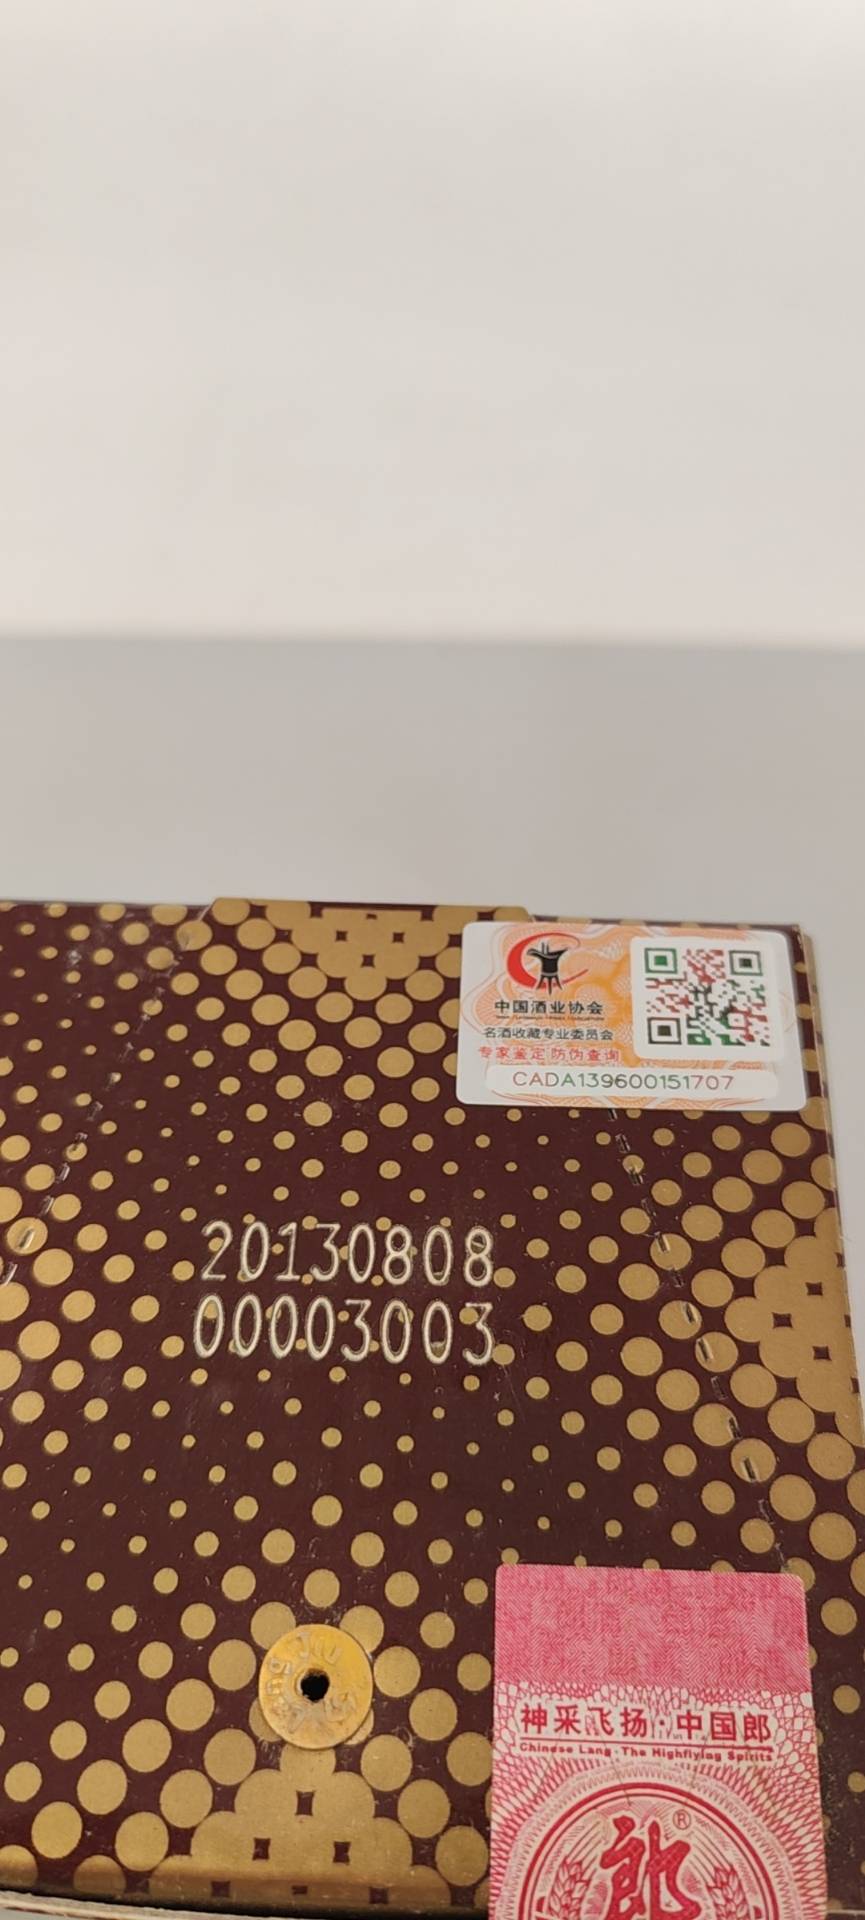 中国酒业协会
名酒收藏专业委员会
专家鉴定 防伪查询
CADA139600151707
20130808
00003003
神采飞扬·中国郎
Chinese Lang·The Highflying Spirits
郎®